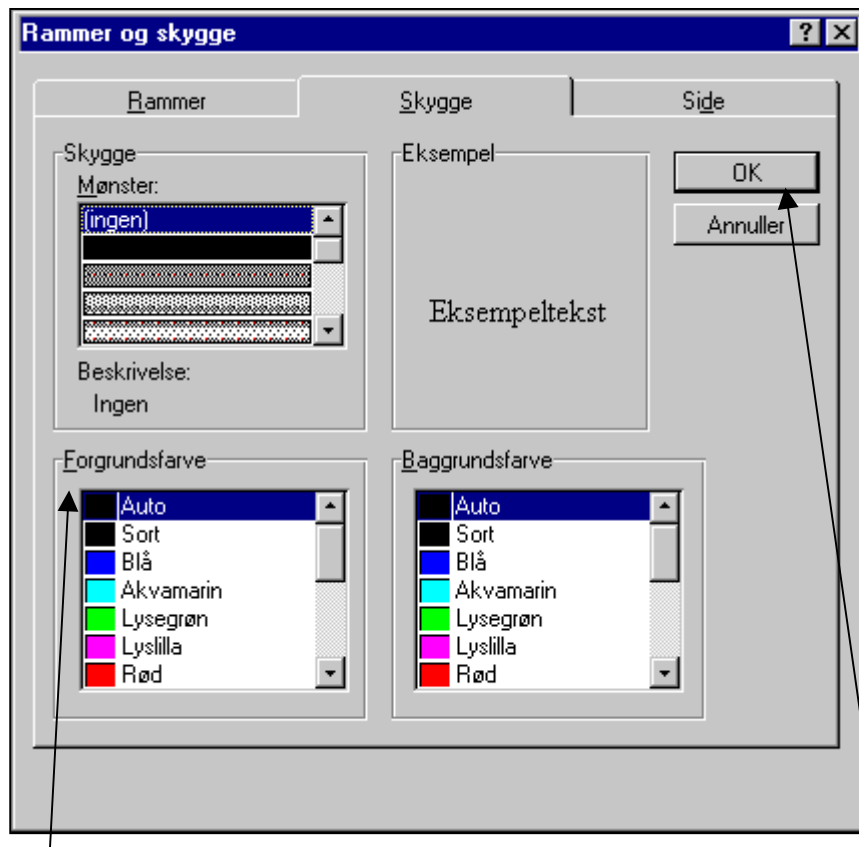 Rammer og skygge
Rammer
Skygge
Side
Skygge
Mønster:
(ingen)
Beskrivelse:
Ingen
Eksempel
Eksempeltekst
OK
Annuller
Forgrundsfarve
Auto
Sort
Blå
Akvamarin
Lysegrøn
Lyslilla
Rød
Baggrundsfarve
Auto
Sort
Blå
Akvamarin
Lysegrøn
Lyslilla
Rød